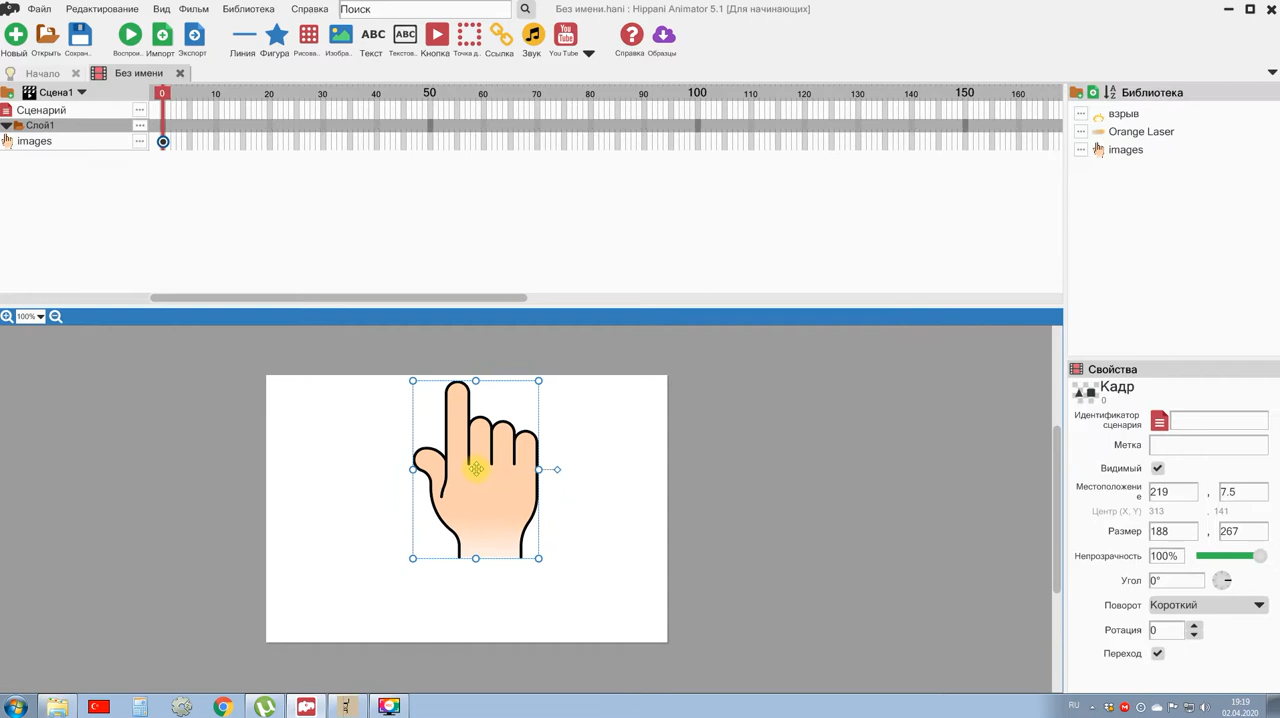 Файл Редактирование Вид Фильм Библиотека Справка Поиск Без имени.hani : Hippani Animator 5.1 [Для начинающих]
Новый Открыть Сохран.. Воспрои.. Импорт Экспорт Линия Фигура Рисова.. Изобра.. ABC Текст ABC Текстов.. Кнопка Точка д.. Ссылка Звук You Tube YouTube Справка Образцы
Начало Без имени
Сцена1 0 10 20 30 40 50 60 70 80 90 100 110 120 130 140 150 160
Сценарий
Слой1
images
Библиотека
взрыв
Orange Laser
images
100%
Свойства
Кадр
0
Идентификатор сценария
Метка
Видимый
Местоположение 219 , 7.5
Центр (X, Y) 313 , 141
Размер 188 , 267
Непрозрачность 100%
Угол 0°
Поворот Короткий
Ротация 0
Переход
RU 19:19
02.04.2020